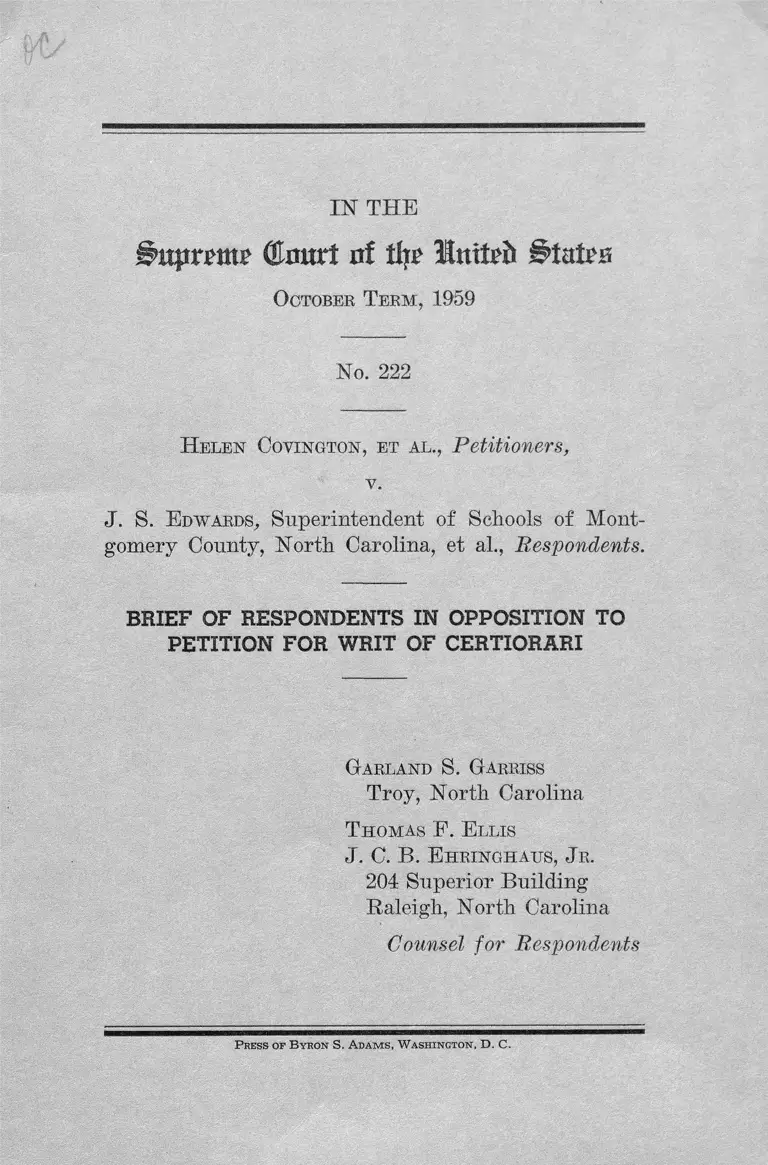 IN THE
Supreme Court of the United States
OCTOBER TERM, 1959
No. 222
HELEN COVINGTON, ET AL., Petitioners,
v.
J. S. EDWARDS, Superintendent of Schools of Mont-
gomery County, North Carolina, et al., Respondents.
BRIEF OF RESPONDENTS IN OPPOSITION TO
PETITION FOR WRIT OF CERTIORARI
GARLAND S. GARRISS
Troy, North Carolina
THOMAS F. ELLIS
J. C. B. EHRINGHAUS, JR.
204 Superior Building
Raleigh, North Carolina
Counsel for Respondents
PRESS OF BYRON S. ADAMS, WASHINGTON, D. C.